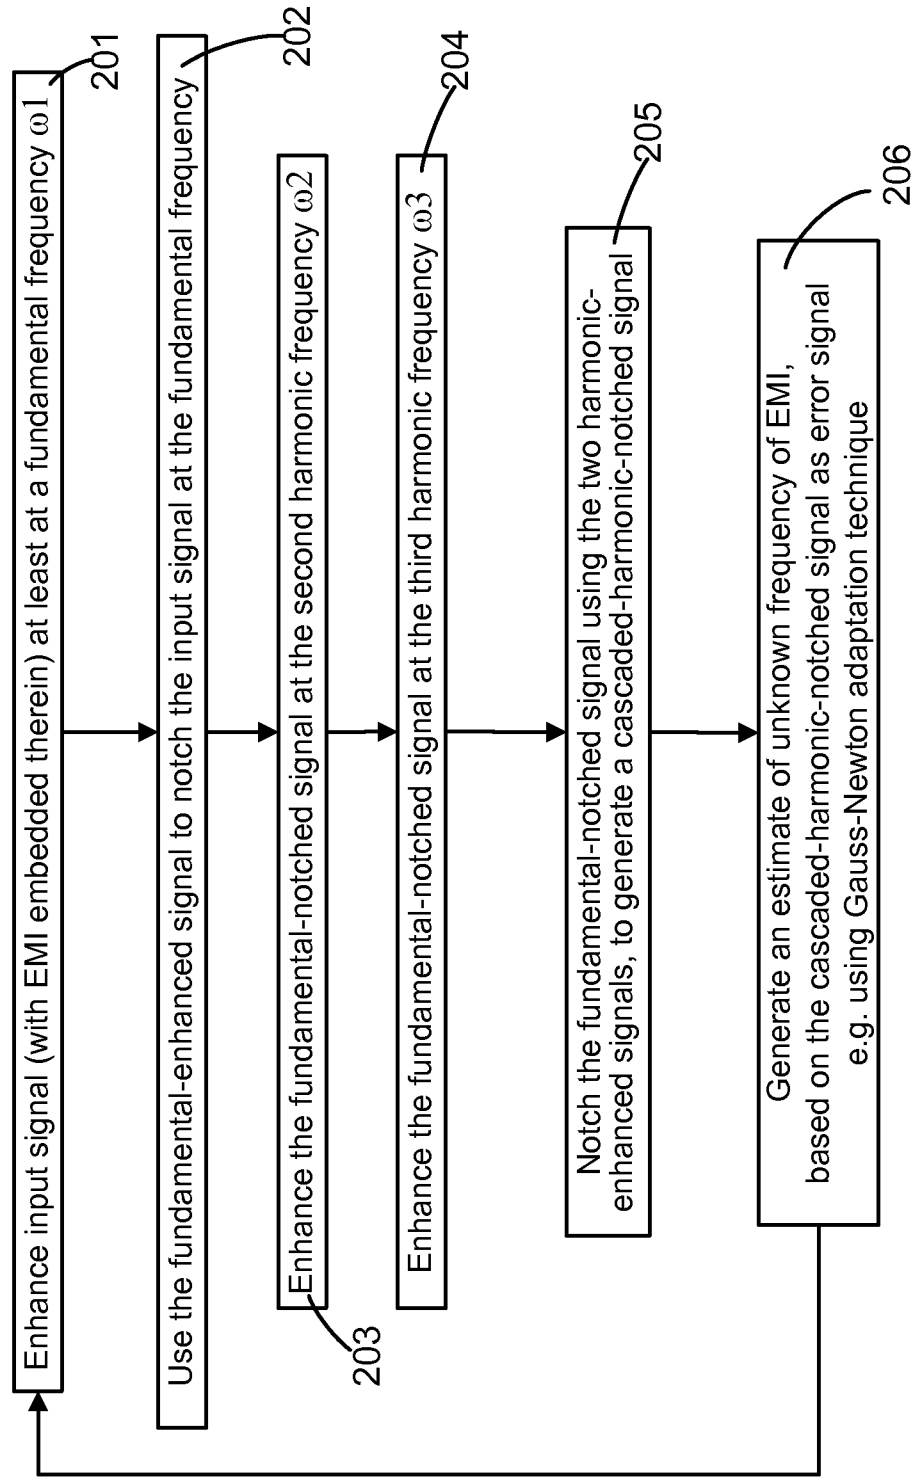 Enhance input signal (with EMI embedded therein) at least at a fundamental frequency ω1
201
Use the fundamental-enhanced signal to notch the input signal at the fundamental frequency
202
Enhance the fundamental-notched signal at the second harmonic frequency ω2
203
Enhance the fundamental-notched signal at the third harmonic frequency ω3
204
Notch the fundamental-notched signal using the two harmonic-
enhanced signals, to generate a cascaded-harmonic-notched signal
205
Generate an estimate of unknown frequency of EMI,
based on the cascaded-harmonic-notched signal as error signal
e.g. using Gauss-Newton adaptation technique
206